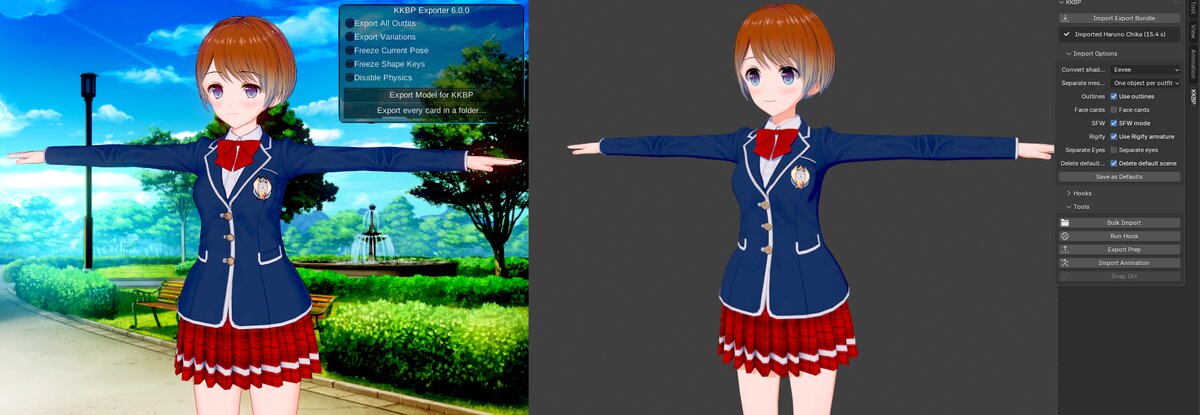 KKBP Exporter 6.0.0
Export All Outfits
Export Variations
Freeze Current Pose
Freeze Shape Keys
Disable Physics
Export Model for KKBP
Export every card in a folder...
KKBP
Import Export Bundle
Imported Haruno Chika (15.4 s)
Import Options
Convert shad... Eevee
Separate mes... One object per outfit
Outlines Use outlines
Face cards Face cards
SFW SFW mode
Rigify Use Rigify armature
Separate Eyes Separate eyes
Delete default... Delete default scene
Save as Defaults
Hooks
Tools
Bulk Import
Run Hook
Export Prep
Import Animation
Snap IKs
Tool
View
Animation
KKBP